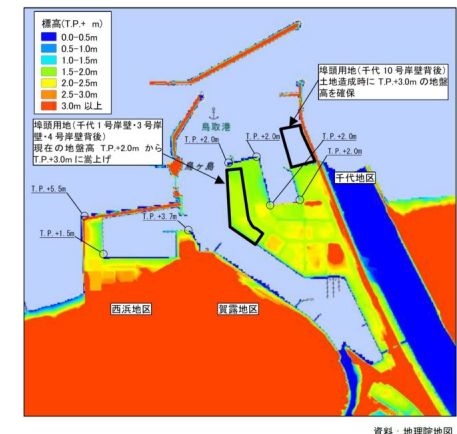 標高(T.P.+ m)
0.0-0.5m
0.5-1.0m
1.0-1.5m
1.5-2.0m
2.0-2.5m
2.5-3.0m
3.0m 以上
埠頭用地(千代 10 号岸壁背後)
土地造成時に T.P.+3.0m の地盤
高を確保
埠頭用地(千代 1 号岸壁・3 号岸
壁・4 号岸壁背後)
現在の地盤高 T.P.+2.0m から
T.P.+3.0m に嵩上げ
鳥取港
T.P.+2.0m
T.P.+2.0m
T.P.+2.0m
T.P.+2.0m
鳥ヶ島
千代地区
T.P.+5.5m
T.P.+3.7m
T.P.+1.5m
西浜地区
賀露地区
資料:地理院地図